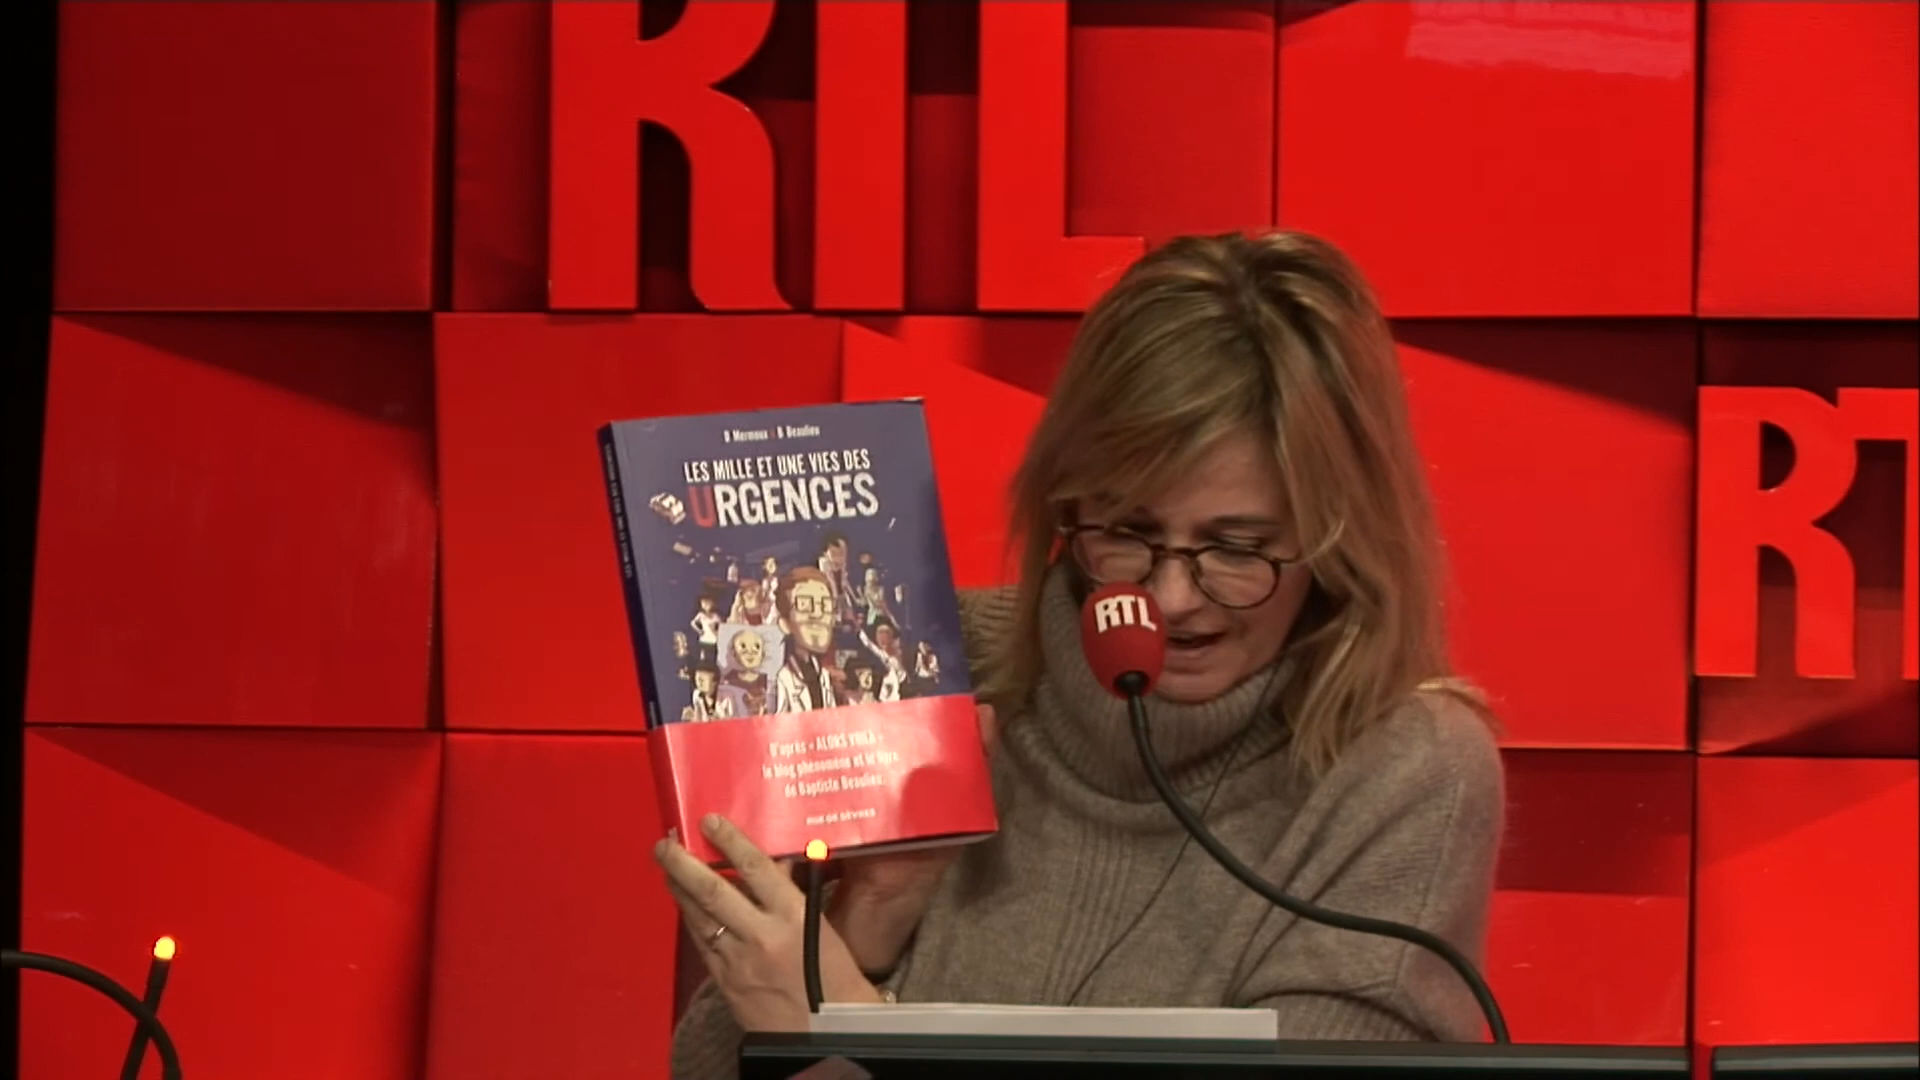 RTL
D Mermoux B Beaulieu
LES MILLE ET UNE VIES DES
URGENCES
RTL
D'après « ALORS VOILÀ »
le blog phénomène et le livre
de Baptiste Beaulieu.
RUE DE SÈVRES
RT